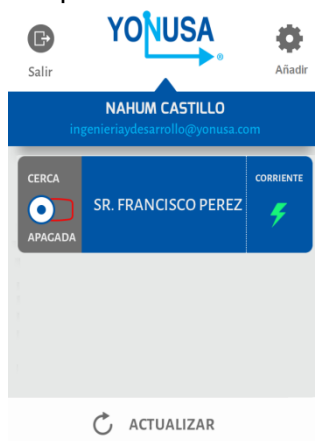 YONUSA
®
Salir
Añadir
NAHUM CASTILLO
ingenieriaydesarrollo@yonusa.com
CERCA
APAGADA
SR. FRANCISCO PEREZ
CORRIENTE
ACTUALIZAR